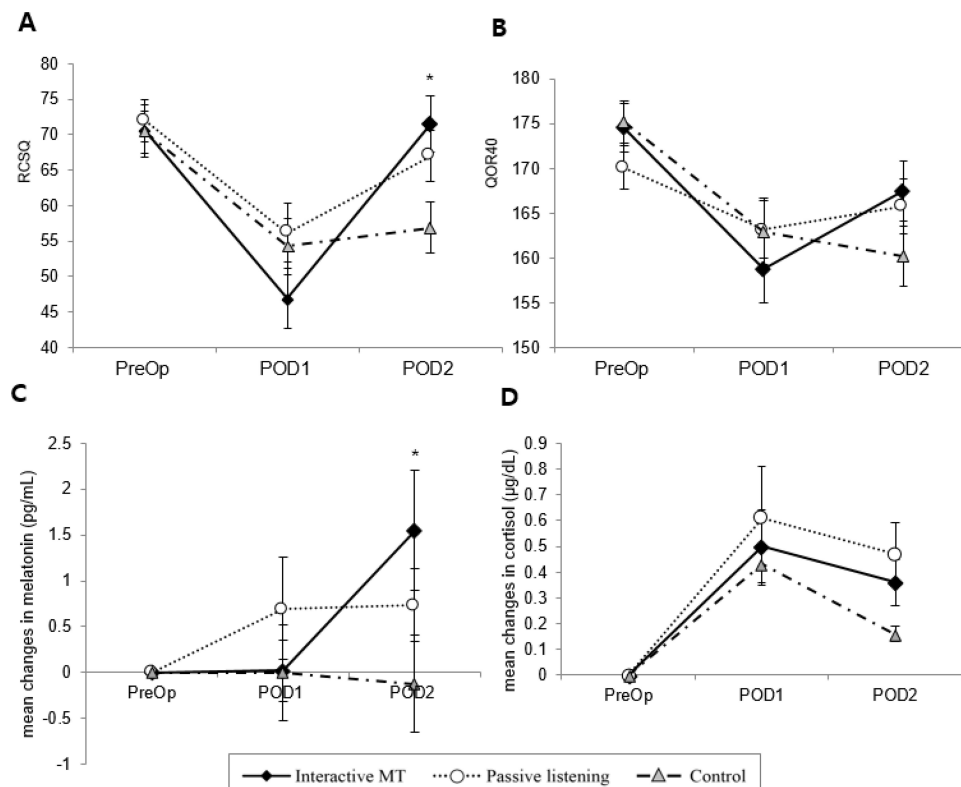 A
RCSQ
80
75
70
65
60
55
50
45
40
*
PreOp
POD1
POD2
B
QOR40
180
175
170
165
160
155
150
PreOp
POD1
POD2
C
mean changes in melatonin (pg/mL)
2.5
2
1.5
1
0.5
0
-0.5
-1
*
PreOp
POD1
POD2
D
mean changes in cortisol (μg/dL)
0.9
0.8
0.7
0.6
0.5
0.4
0.3
0.2
0.1
0
PreOp
POD1
POD2
Interactive MT
Passive listening
Control